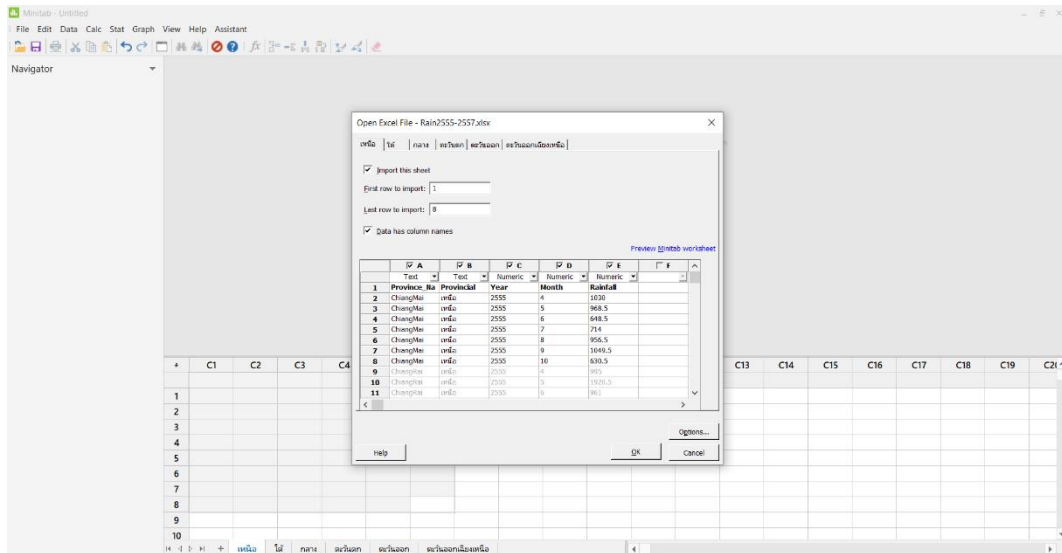 Minitab - Untitled
File Edit Data Calc Stat Graph View Help Assistant
Navigator
Open Excel File - Rain2555-2557.xlsx
เหนือ ใต้ กลาง ตะวันตก ตะวันออก ตะวันออกเฉียงเหนือ
Import this sheet
First row to import: 1
Last row to import: 8
Data has column names
Preview Minitab worksheet
A B C D E F
Text Text Numeric Numeric Numeric
1 Province_Na Provincial Year Month Rainfall
2 ChiangMai เหนือ 2555 4 1030
3 ChiangMai เหนือ 2555 5 968.5
4 ChiangMai เหนือ 2555 6 648.5
5 ChiangMai เหนือ 2555 7 714
6 ChiangMai เหนือ 2555 8 956.5
7 ChiangMai เหนือ 2555 9 1049.5
8 ChiangMai เหนือ 2555 10 630.5
9 ChiangRai เหนือ 2555 4 985
10 ChiangRai เหนือ 2555 5
11 ChiangRai เหนือ 2555 6 961
Options...
Help OK Cancel
C1 C2 C3 C4 C13 C14 C15 C16 C17 C18 C19
1
2
3
4
5
6
7
8
9
10
เหนือ ใต้ กลาง ตะวันตก ตะวันออก ตะวันออกเฉียงเหนือ